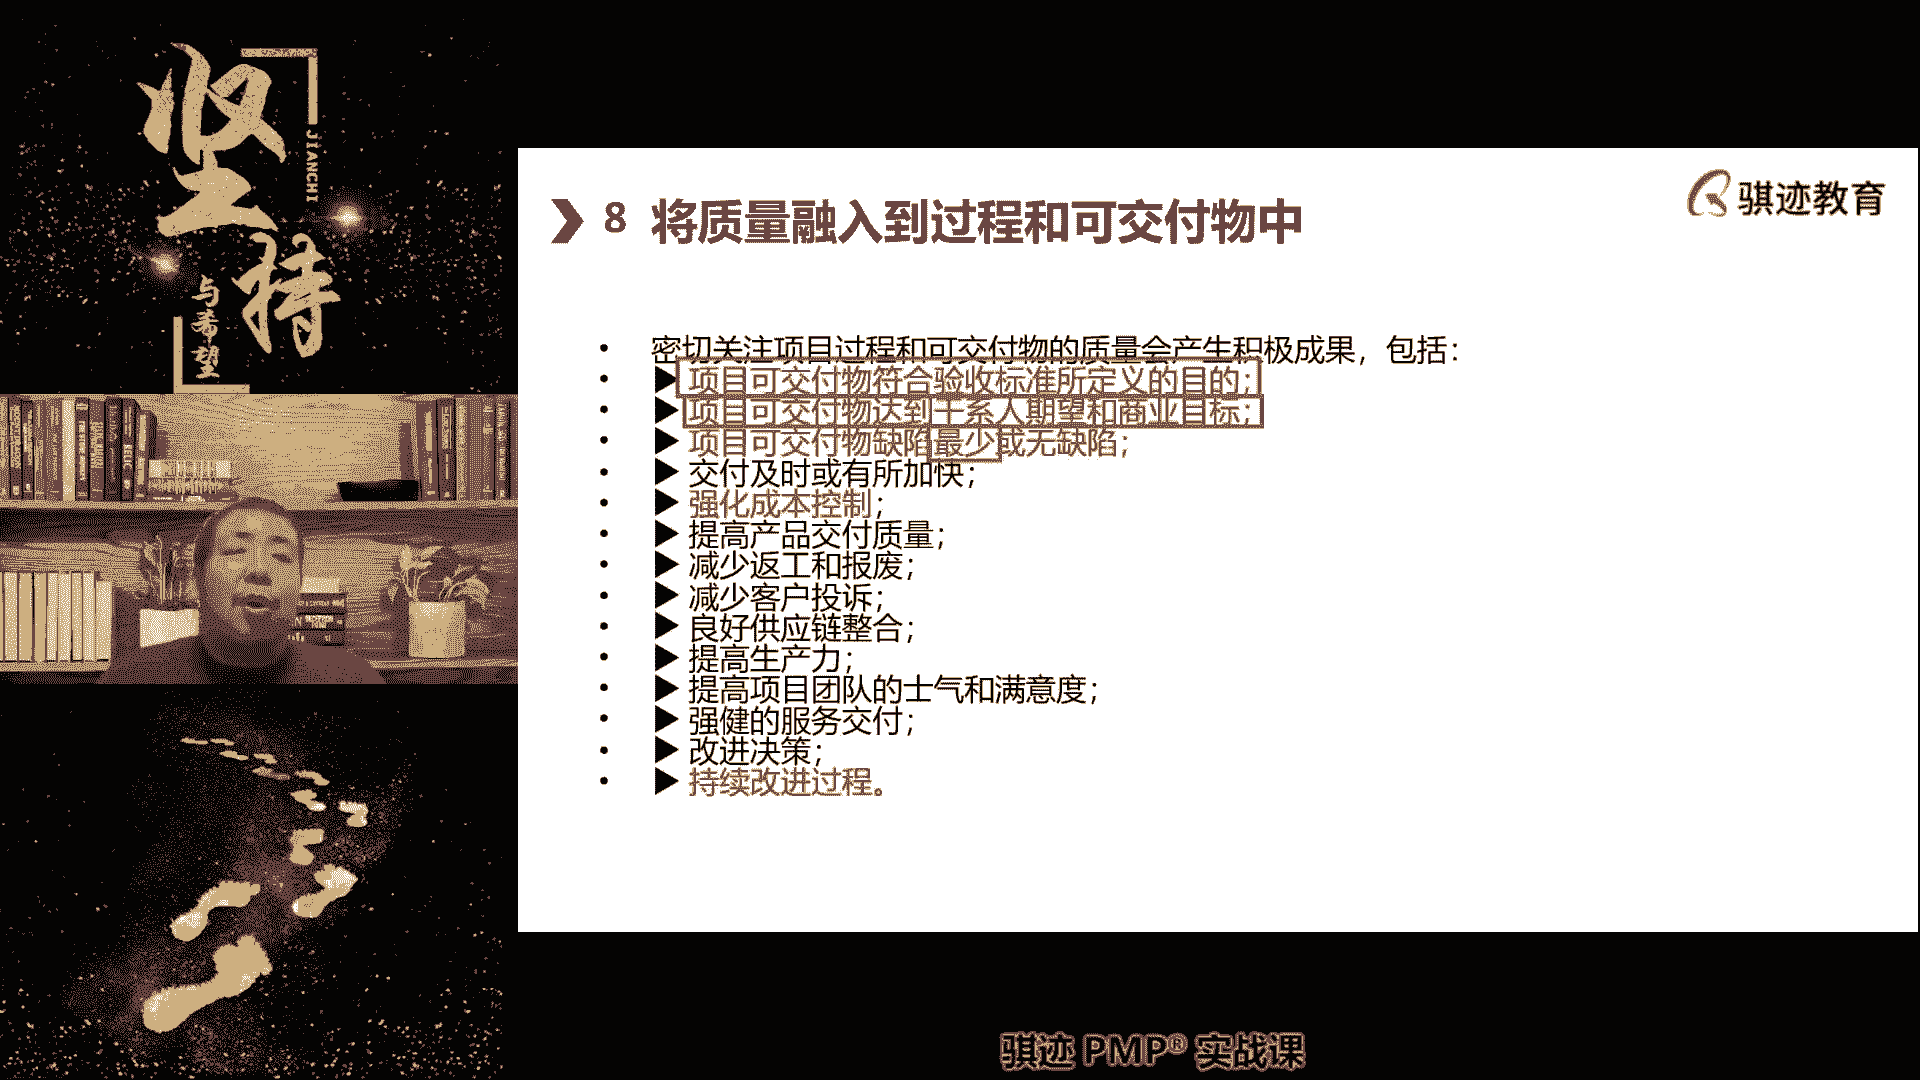 坚持
JIANCHI
与希望
骐迹教育
8 将质量融入到过程和可交付物中
• 密切关注项目过程和可交付物的质量会产生积极成果，包括：
• ▶ 项目可交付物符合验收标准所定义的目的；
• ▶ 项目可交付物达到干系人期望和商业目标；
• ▶ 项目可交付物缺陷最少或无缺陷；
• ▶ 交付及时或有所加快；
• ▶ 强化成本控制；
• ▶ 提高产品交付质量；
• ▶ 减少返工和报废；
• ▶ 减少客户投诉；
• ▶ 良好供应链整合；
• ▶ 提高生产力；
• ▶ 提高项目团队的士气和满意度；
• ▶ 强健的服务交付；
• ▶ 改进决策；
• ▶ 持续改进过程。
骐迹 PMP® 实战课